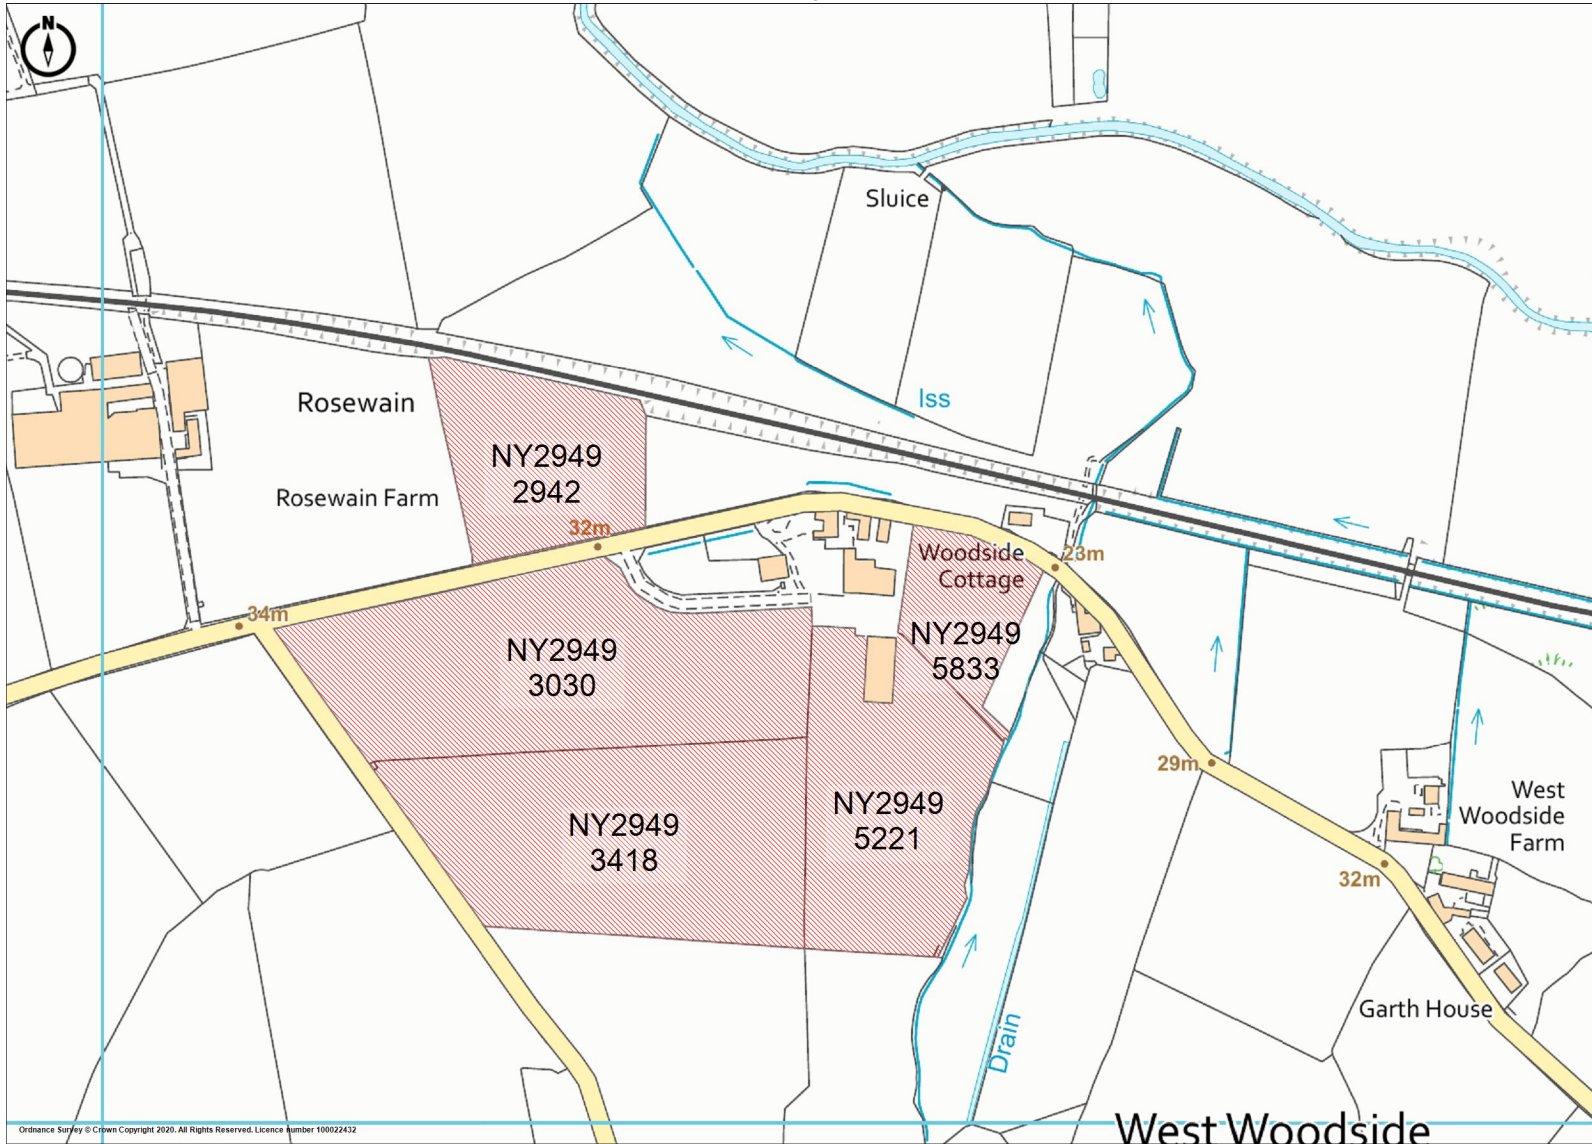 N
Sluice
Iss
Rosewain
Rosewain Farm
NY2949
2942
32m
34m
Woodside
Cottage
23m
NY2949
5833
NY2949
3030
NY2949
5221
NY2949
3418
29m
West
Woodside
Farm
32m
Garth House
Drain
West Woodside
Ordnance Survey © Crown Copyright 2020. All Rights Reserved. Licence number 100022432